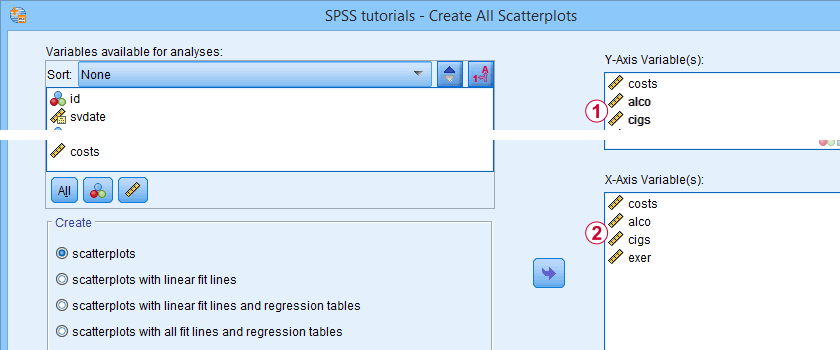 SPSS tutorials - Create All Scatterplots
Variables available for analyses:
Sort: None
A
1
id
svdate
costs
All
Create
scatterplots
scatterplots with linear fit lines
scatterplots with linear fit lines and regression tables
scatterplots with all fit lines and regression tables
Y-Axis Variable(s):
costs
1
alco
cigs
X-Axis Variable(s):
costs
alco
2
cigs
exer